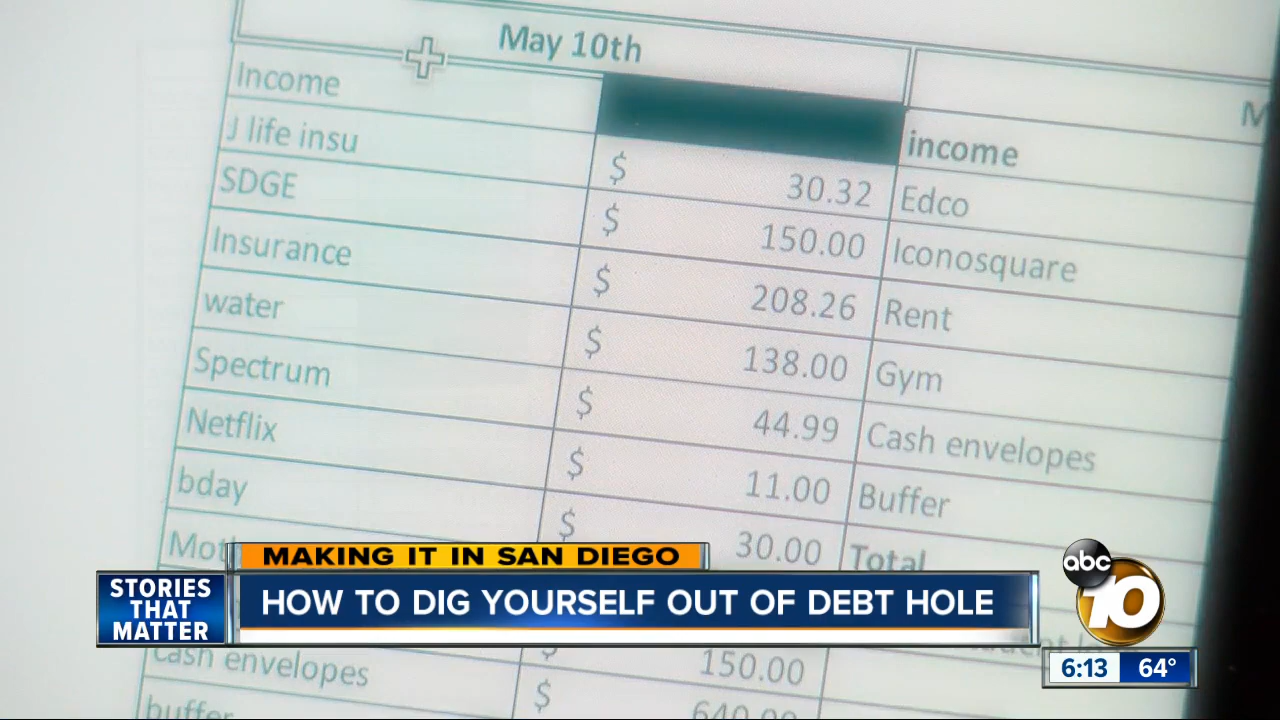 May 10th
Income income
J life insu $ 30.32 Edco
SDGE $ 150.00 Iconosquare
Insurance $ 208.26 Rent
water $ 138.00 Gym
Spectrum $ 44.99 Cash envelopes
Netflix $ 11.00 Buffer
bday $ 30.00 Total
MAKING IT IN SAN DIEGO
STORIES THAT MATTER
HOW TO DIG YOURSELF OUT OF DEBT HOLE
abc 10
6:13 64°
Cash envelopes $ 150.00
buffer $ 640.00